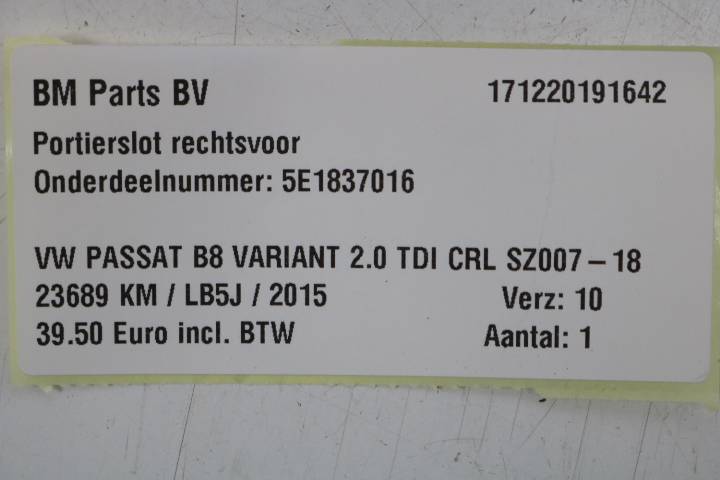 BM Parts BV 171220191642
Portierslot rechtsvoor
Onderdeelnummer: 5E1837016
VW PASSAT B8 VARIANT 2.0 TDI CRL SZ007 – 18
23689 KM / LB5J / 2015 Verz: 10
39.50 Euro incl. BTW Aantal: 1